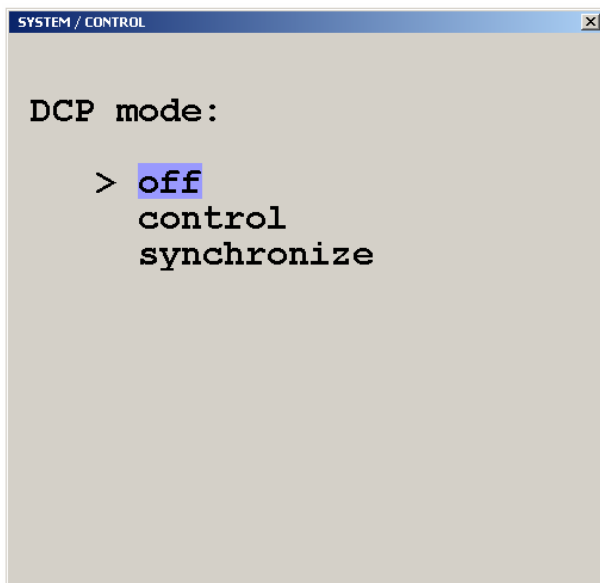 SYSTEM / CONTROL
DCP mode:
> off
control
synchronize